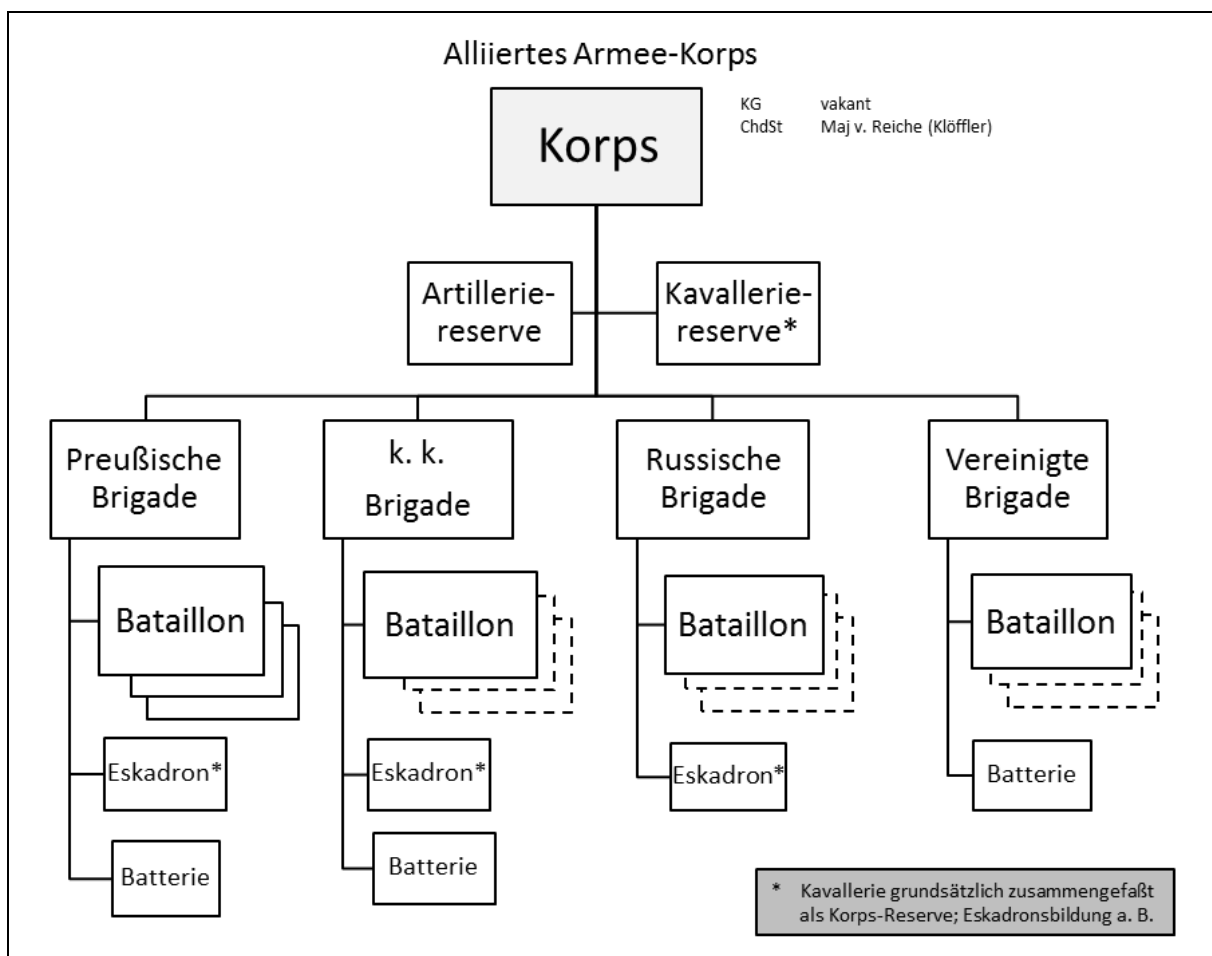 Alliiertes Armee-Korps
KG vakant
ChdSt Maj v. Reiche (Klöffler)
Korps
Artillerie-
reserve
Kavallerie-
reserve*
Preußische
Brigade
k. k.
Brigade
Russische
Brigade
Vereinigte
Brigade
Bataillon
Bataillon
Bataillon
Bataillon
Eskadron*
Eskadron*
Eskadron*
Batterie
Batterie
Batterie
* Kavallerie grundsätzlich zusammengefaßt
als Korps-Reserve; Eskadronsbildung a. B.